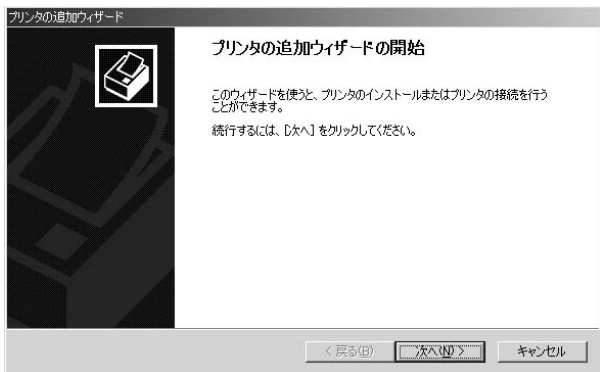 プリンタの追加ウィザード
プリンタの追加ウィザードの開始
このウィザードを使うと、プリンタのインストールまたはプリンタの接続を行う
ことができます。
続行するには、[次へ] をクリックしてください。
< 戻る(B)
次へ(N) >
キャンセル